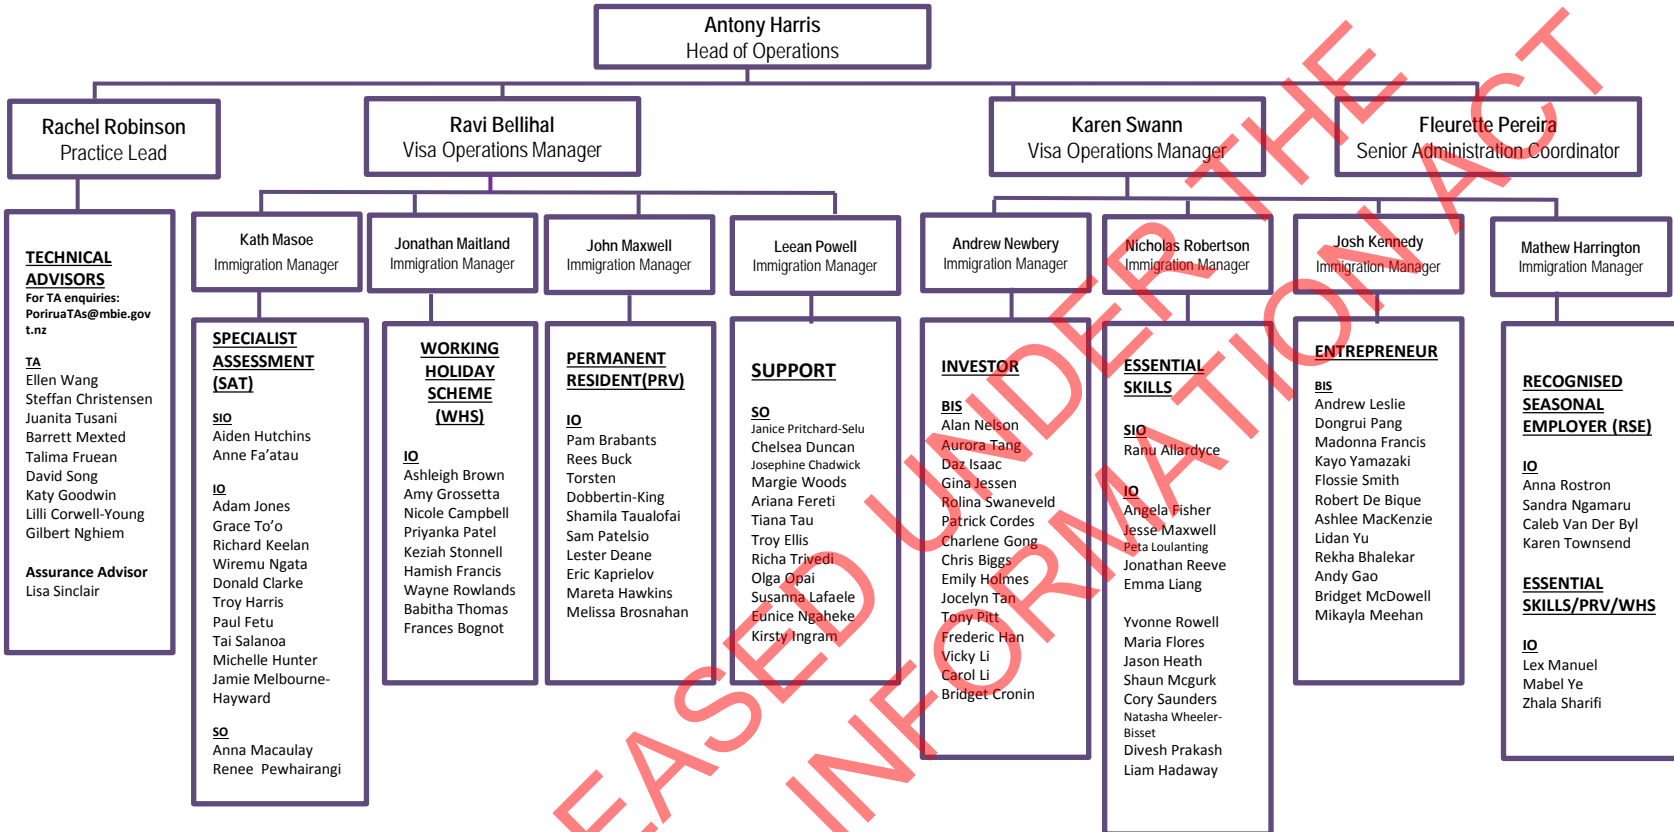 Antony Harris
Head of Operations
Rachel Robinson
Practice Lead
Ravi Bellihal
Visa Operations Manager
Karen Swann
Visa Operations Manager
Fleurette Pereira
Senior Administration Coordinator
Kath Masoe
Immigration Manager
Jonathan Maitland
Immigration Manager
John Maxwell
Immigration Manager
Leean Powell
Immigration Manager
Andrew Newbery
Immigration Manager
Nicholas Robertson
Immigration Manager
Josh Kennedy
Immigration Manager
Mathew Harrington
Immigration Manager
TECHNICAL
ADVISORS
For TA enquiries:
PoriruaTAs@mbie.gov
t.nz
TA
Ellen Wang
Steffan Christensen
Juanita Tusani
Barrett Mexted
Talima Fruean
David Song
Katy Goodwin
Lilli Corwell-Young
Gilbert Nghiem
Assurance Advisor
Lisa Sinclair
SPECIALIST
ASSESSMENT
(SAT)
SIO
Aiden Hutchins
Anne Fa'atau
IO
Adam Jones
Grace To'o
Richard Keelan
Wiremu Ngata
Donald Clarke
Troy Harris
Paul Fetu
Tai Salanoa
Michelle Hunter
Jamie Melbourne-
Hayward
SO
Anna Macaulay
Renee Pewhairangi
WORKING
HOLIDAY
SCHEME
(WHS)
IO
Ashleigh Brown
Amy Grossetta
Nicole Campbell
Priyanka Patel
Keziah Stonnell
Hamish Francis
Wayne Rowlands
Babitha Thomas
Frances Bognot
PERMANENT
RESIDENT(PRV)
IO
Pam Brabants
Rees Buck
Torsten
Dobbertin-King
Shamila Taualofai
Sam Patelsio
Lester Deane
Eric Kaprielov
Mareta Hawkins
Melissa Brosnahan
SUPPORT
SO
Janice Pritchard-Selu
Chelsea Duncan
Josephine Chadwick
Margie Woods
Ariana Fereti
Tiana Tau
Troy Ellis
Richa Trivedi
Olga Opai
Susanna Lafaele
Eunice Ngaheke
Kirsty Ingram
INVESTOR
BIS
Alan Nelson
Aurora Tang
Daz Isaac
Gina Jessen
Rolina Swaneveld
Patrick Cordes
Charlene Gong
Chris Biggs
Emily Holmes
Jocelyn Tan
Tony Pitt
Frederic Han
Vicky Li
Carol Li
Bridget Cronin
ESSENTIAL
SKILLS
SIO
Ranu Allardyce
IO
Angela Fisher
Jesse Maxwell
Peta Loulanting
Jonathan Reeve
Emma Liang
Yvonne Rowell
Maria Flores
Jason Heath
Shaun Mcgurk
Cory Saunders
Natasha Wheeler-
Bisset
Divesh Prakash
Liam Hadaway
ENTREPRENEUR
BIS
Andrew Leslie
Dongrui Pang
Madonna Francis
Kayo Yamazaki
Flossie Smith
Robert De Bique
Ashlee MacKenzie
Lidan Yu
Rekha Bhalekar
Andy Gao
Bridget McDowell
Mikayla Meehan
RECOGNISED
SEASONAL
EMPLOYER (RSE)
IO
Anna Rostron
Sandra Ngamaru
Caleb Van Der Byl
Karen Townsend
ESSENTIAL
SKILLS/PRV/WHS
IO
Lex Manuel
Mabel Ye
Zhala Sharifi
EASED UNDER THE
INFORMATION ACT